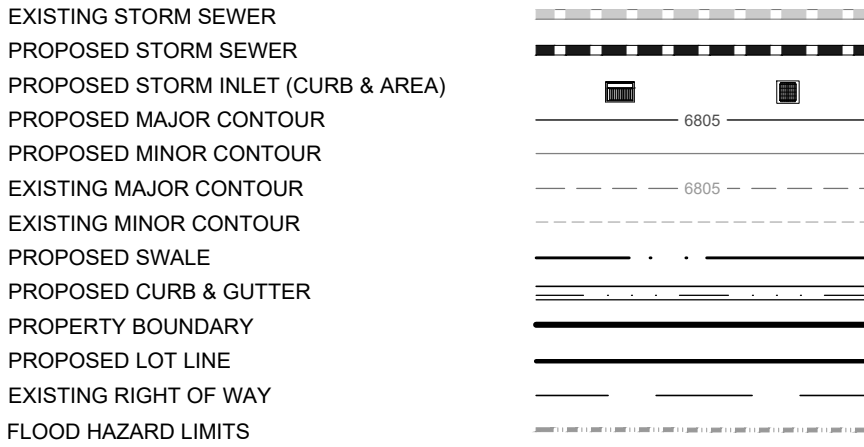 EXISTING STORM SEWER
PROPOSED STORM SEWER
PROPOSED STORM INLET (CURB & AREA)
PROPOSED MAJOR CONTOUR 6805
PROPOSED MINOR CONTOUR
EXISTING MAJOR CONTOUR 6805
EXISTING MINOR CONTOUR
PROPOSED SWALE
PROPOSED CURB & GUTTER
PROPERTY BOUNDARY
PROPOSED LOT LINE
EXISTING RIGHT OF WAY
FLOOD HAZARD LIMITS